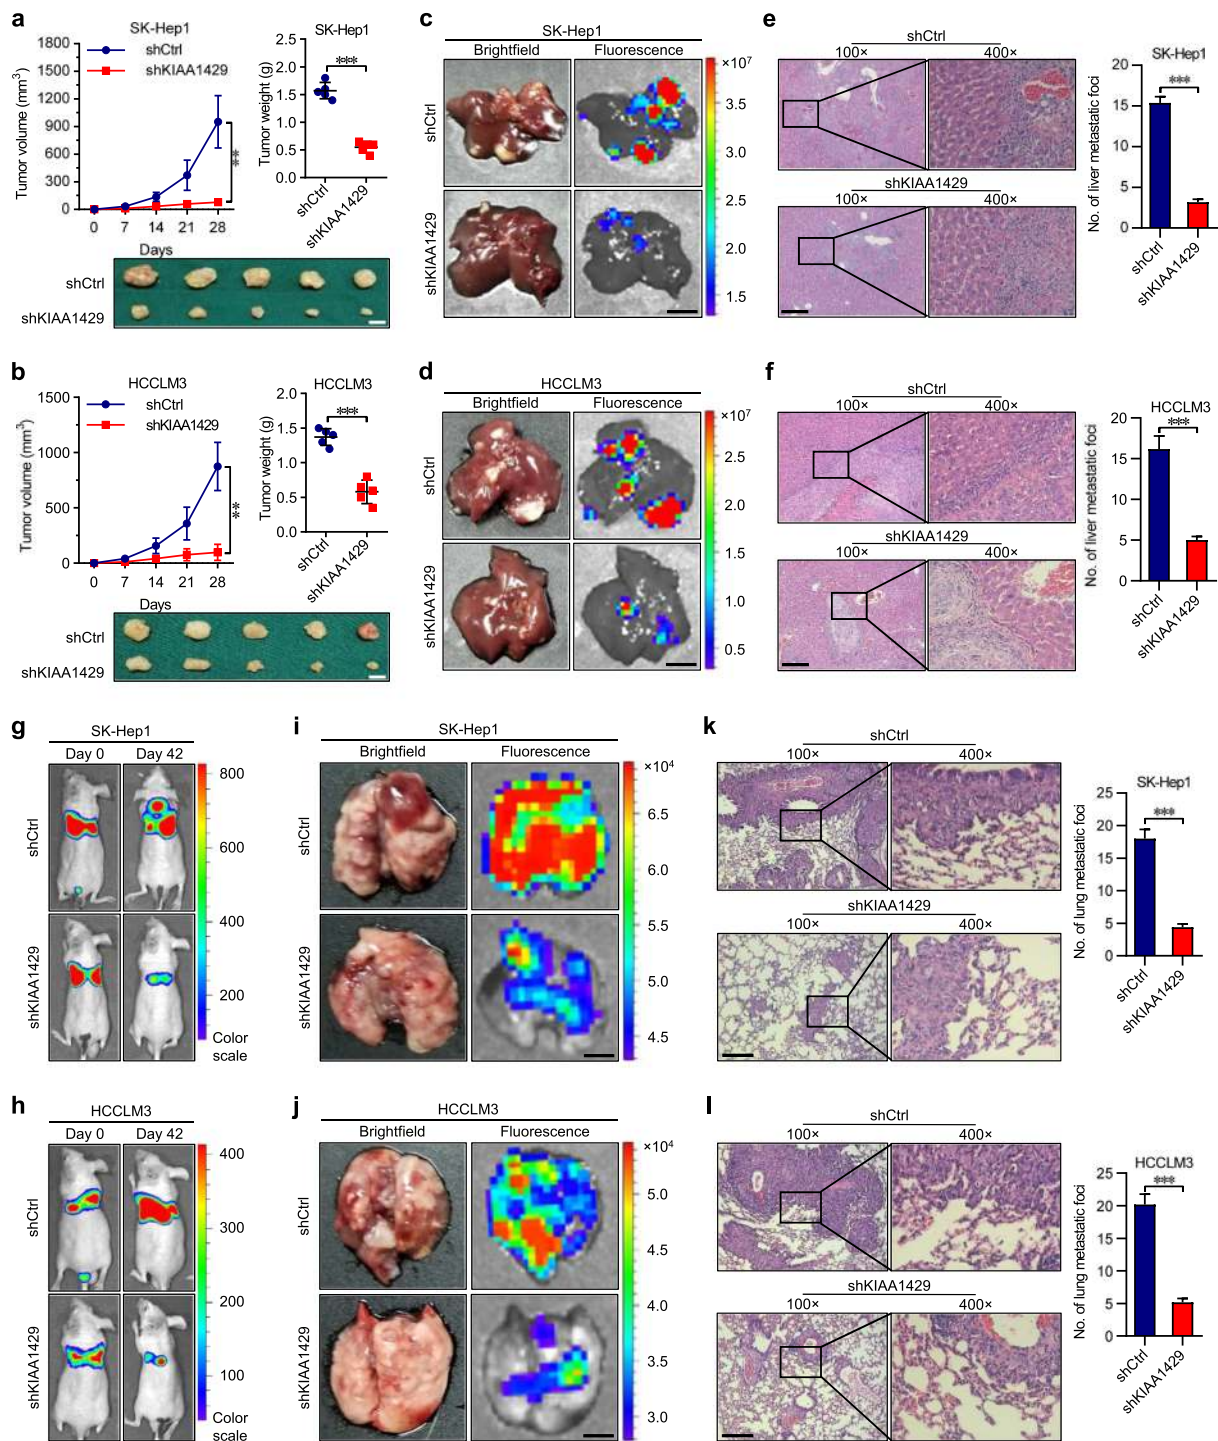 a
SK-Hep1
shCtrl
shKIAA1429
Tumor volume (mm³)
1800
1500
1200
900
600
300
0
0 7 14 21 28
Days
**
SK-Hep1
Tumor weight (g)
2.5
2.0
1.5
1.0
0.5
0.0
***
shCtrl
shKIAA1429
shCtrl
shKIAA1429
b
HCCLM3
shCtrl
shKIAA1429
Tumor volume (mm³)
1500
1000
500
0
0 7 14 21 28
Days
**
HCCLM3
Tumor weight (g)
2.0
1.5
1.0
0.5
0.0
***
shCtrl
shKIAA1429
shCtrl
shKIAA1429
c
SK-Hep1
Brightfield Fluorescence
shCtrl
shKIAA1429
×10⁷
3.0
2.5
2.0
1.5
d
HCCLM3
Brightfield Fluorescence
shCtrl
shKIAA1429
×10⁷
2.5
2.0
1.5
1.0
0.5
e
shCtrl
100× 400×
shKIAA1429
100× 400×
SK-Hep1
No. of liver metastatic foci
20
15
10
5
0
***
shCtrl
shKIAA1429
f
shCtrl
100× 400×
shKIAA1429
100× 400×
HCCLM3
No. of liver metastatic foci
20
15
10
5
0
***
shCtrl
shKIAA1429
g
SK-Hep1
Day 0 Day 42
shCtrl
shKIAA1429
800
600
400
200
Color
scale
h
HCCLM3
Day 0 Day 42
shCtrl
shKIAA1429
400
300
200
100
Color
scale
i
SK-Hep1
Brightfield Fluorescence
shCtrl
shKIAA1429
×10⁴
6.5
6.0
5.5
5.0
4.5
j
HCCLM3
Brightfield Fluorescence
shCtrl
shKIAA1429
×10⁴
5.0
4.5
4.0
3.5
3.0
k
shCtrl
100× 400×
shKIAA1429
100× 400×
SK-Hep1
No. of lung metastatic foci
25
20
15
10
5
0
***
shCtrl
shKIAA1429
l
shCtrl
100× 400×
shKIAA1429
100× 400×
HCCLM3
No. of lung metastatic foci
25
20
15
10
5
0
***
shCtrl
shKIAA1429